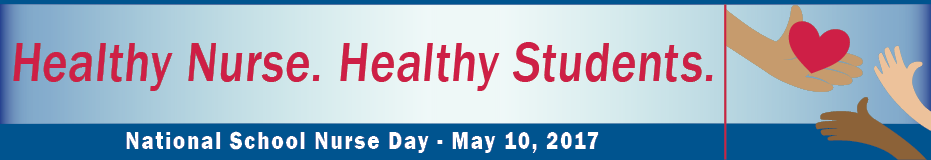 Healthy Nurse. Healthy Students.
National School Nurse Day - May 10, 2017